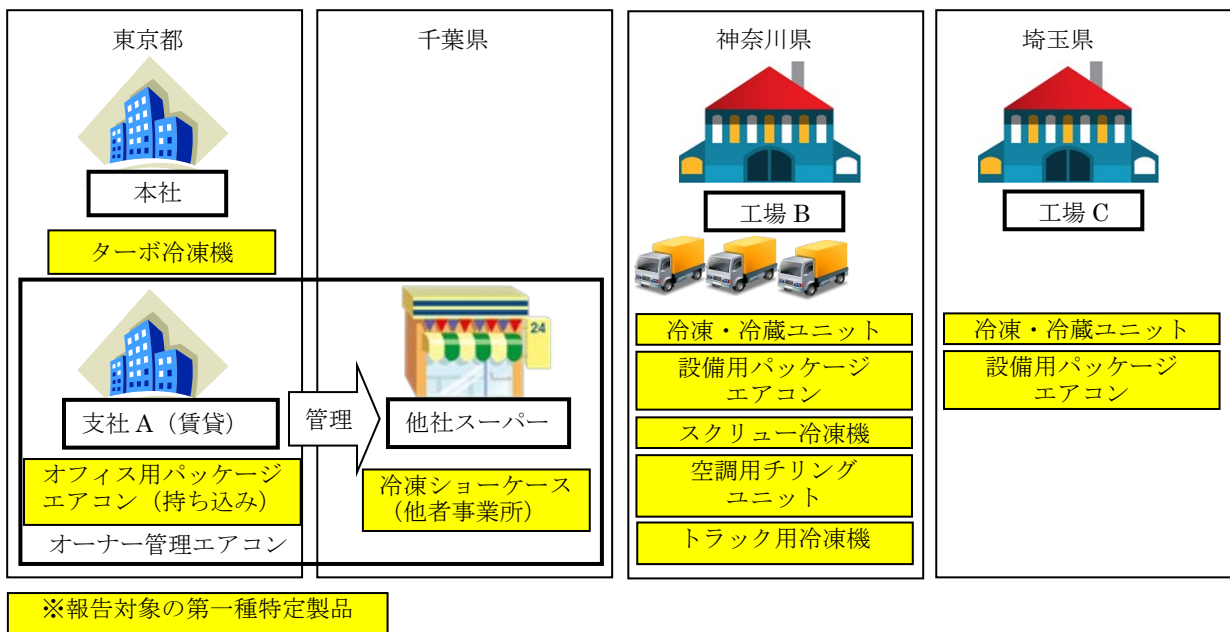 東京都
本社
ターボ冷凍機
支社 A（賃貸）
オフィス用パッケージ
エアコン（持ち込み）
オーナー管理エアコン
管理
千葉県
24
他社スーパー
冷凍ショーケース
（他者事業所）
神奈川県
工場 B
冷凍・冷蔵ユニット
設備用パッケージ
エアコン
スクリュー冷凍機
空調用チリング
ユニット
トラック用冷凍機
埼玉県
工場 C
冷凍・冷蔵ユニット
設備用パッケージ
エアコン
※報告対象の第一種特定製品